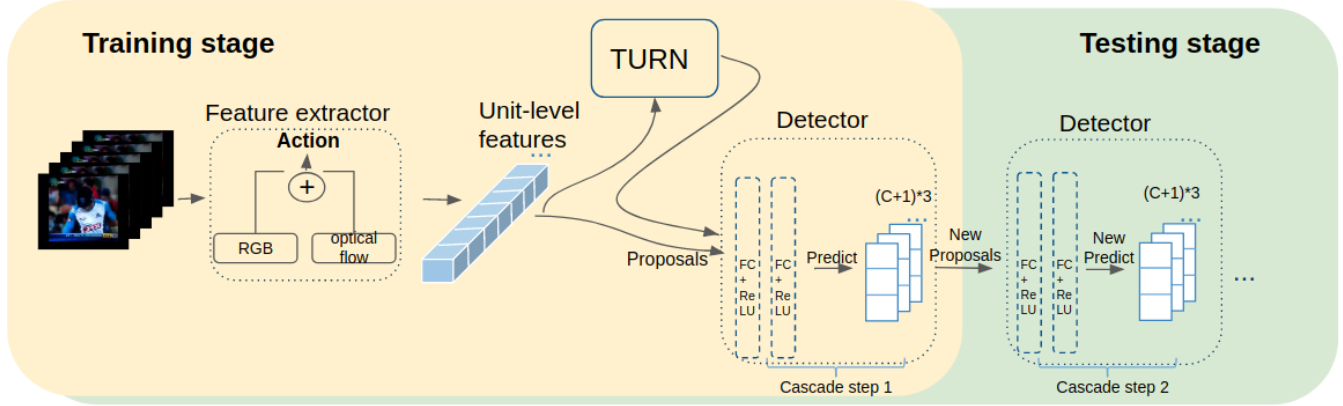 Training stage
Testing stage
TURN
Feature extractor
Action
+
RGB
optical
flow
Unit-level
features
...
Proposals
Detector
FC
+
Re
LU
FC
+
Re
LU
Predict
(C+1)*3
...
Cascade step 1
New
Proposals
Detector
FC
+
Re
LU
FC
+
Re
LU
New
Predict
(C+1)*3
...
Cascade step 2
...